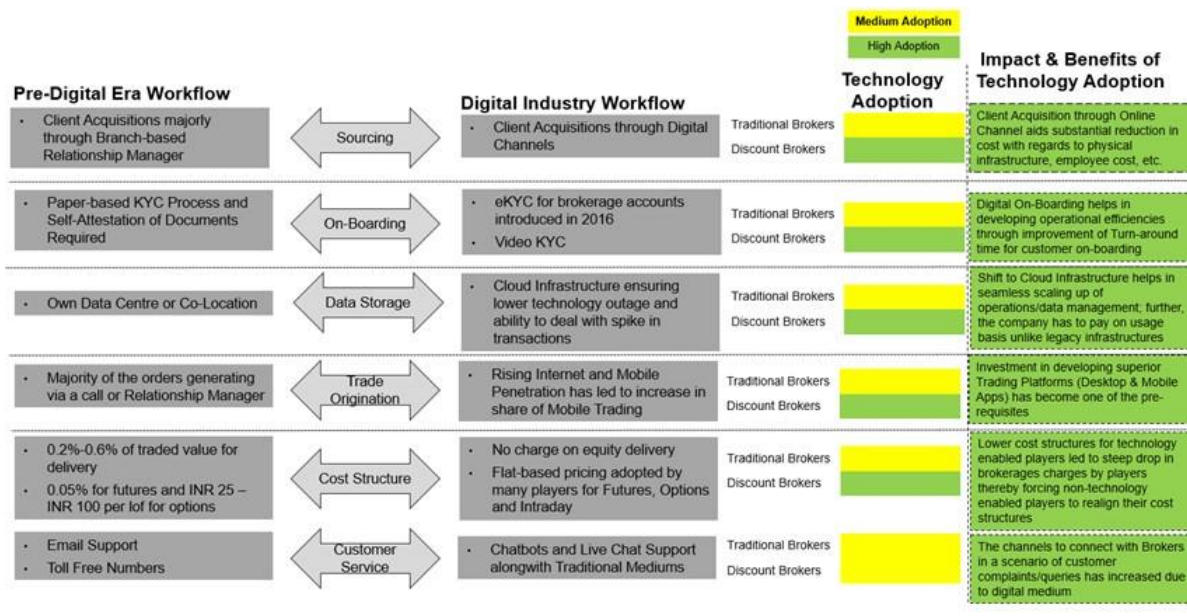 Medium Adoption
High Adoption
Pre-Digital Era Workflow
Digital Industry Workflow
Technology
Adoption
Impact & Benefits of
Technology Adoption
• Client Acquisitions majorly
through Branch-based
Relationship Manager
Sourcing
• Client Acquisitions through Digital
Channels
Traditional Brokers
Discount Brokers
Client Acquisition through Online
Channel aids substantial reduction in
cost with regards to physical
infrastructure, employee cost, etc.
• Paper-based KYC Process and
Self-Attestation of Documents
Required
On-Boarding
• eKYC for brokerage accounts
introduced in 2016
• Video KYC
Traditional Brokers
Discount Brokers
Digital On-Boarding helps in
developing operational efficiencies
through improvement of Turn-around
time for customer on-boarding
• Own Data Centre or Co-Location
Data Storage
• Cloud Infrastructure ensuring
lower technology outage and
ability to deal with spike in
transactions
Traditional Brokers
Discount Brokers
Shift to Cloud Infrastructure helps in
seamless scaling up of
operations/data management; further,
the company has to pay on usage
basis unlike legacy infrastructures
• Majority of the orders generating
via a call or Relationship Manager
Trade
Origination
• Rising Internet and Mobile
Penetration has led to increase in
share of Mobile Trading
Traditional Brokers
Discount Brokers
Investment in developing superior
Trading Platforms (Desktop & Mobile
Apps) has become one of the pre-
requisites
• 0.2%-0.6% of traded value for
delivery
• 0.05% for futures and INR 25 –
INR 100 per lof for options
Cost Structure
• No charge on equity delivery
• Flat-based pricing adopted by
many players for Futures, Options
and Intraday
Traditional Brokers
Discount Brokers
Lower cost structures for technology
enabled players led to steep drop in
brokerages charges by players
thereby forcing non-technology
enabled players to realign their cost
structures
• Email Support
• Toll Free Numbers
Customer
Service
• Chatbots and Live Chat Support
alongwith Traditional Mediums
Traditional Brokers
Discount Brokers
The channels to connect with Brokers
in a scenario of customer
complaints/queries has increased due
to digital medium